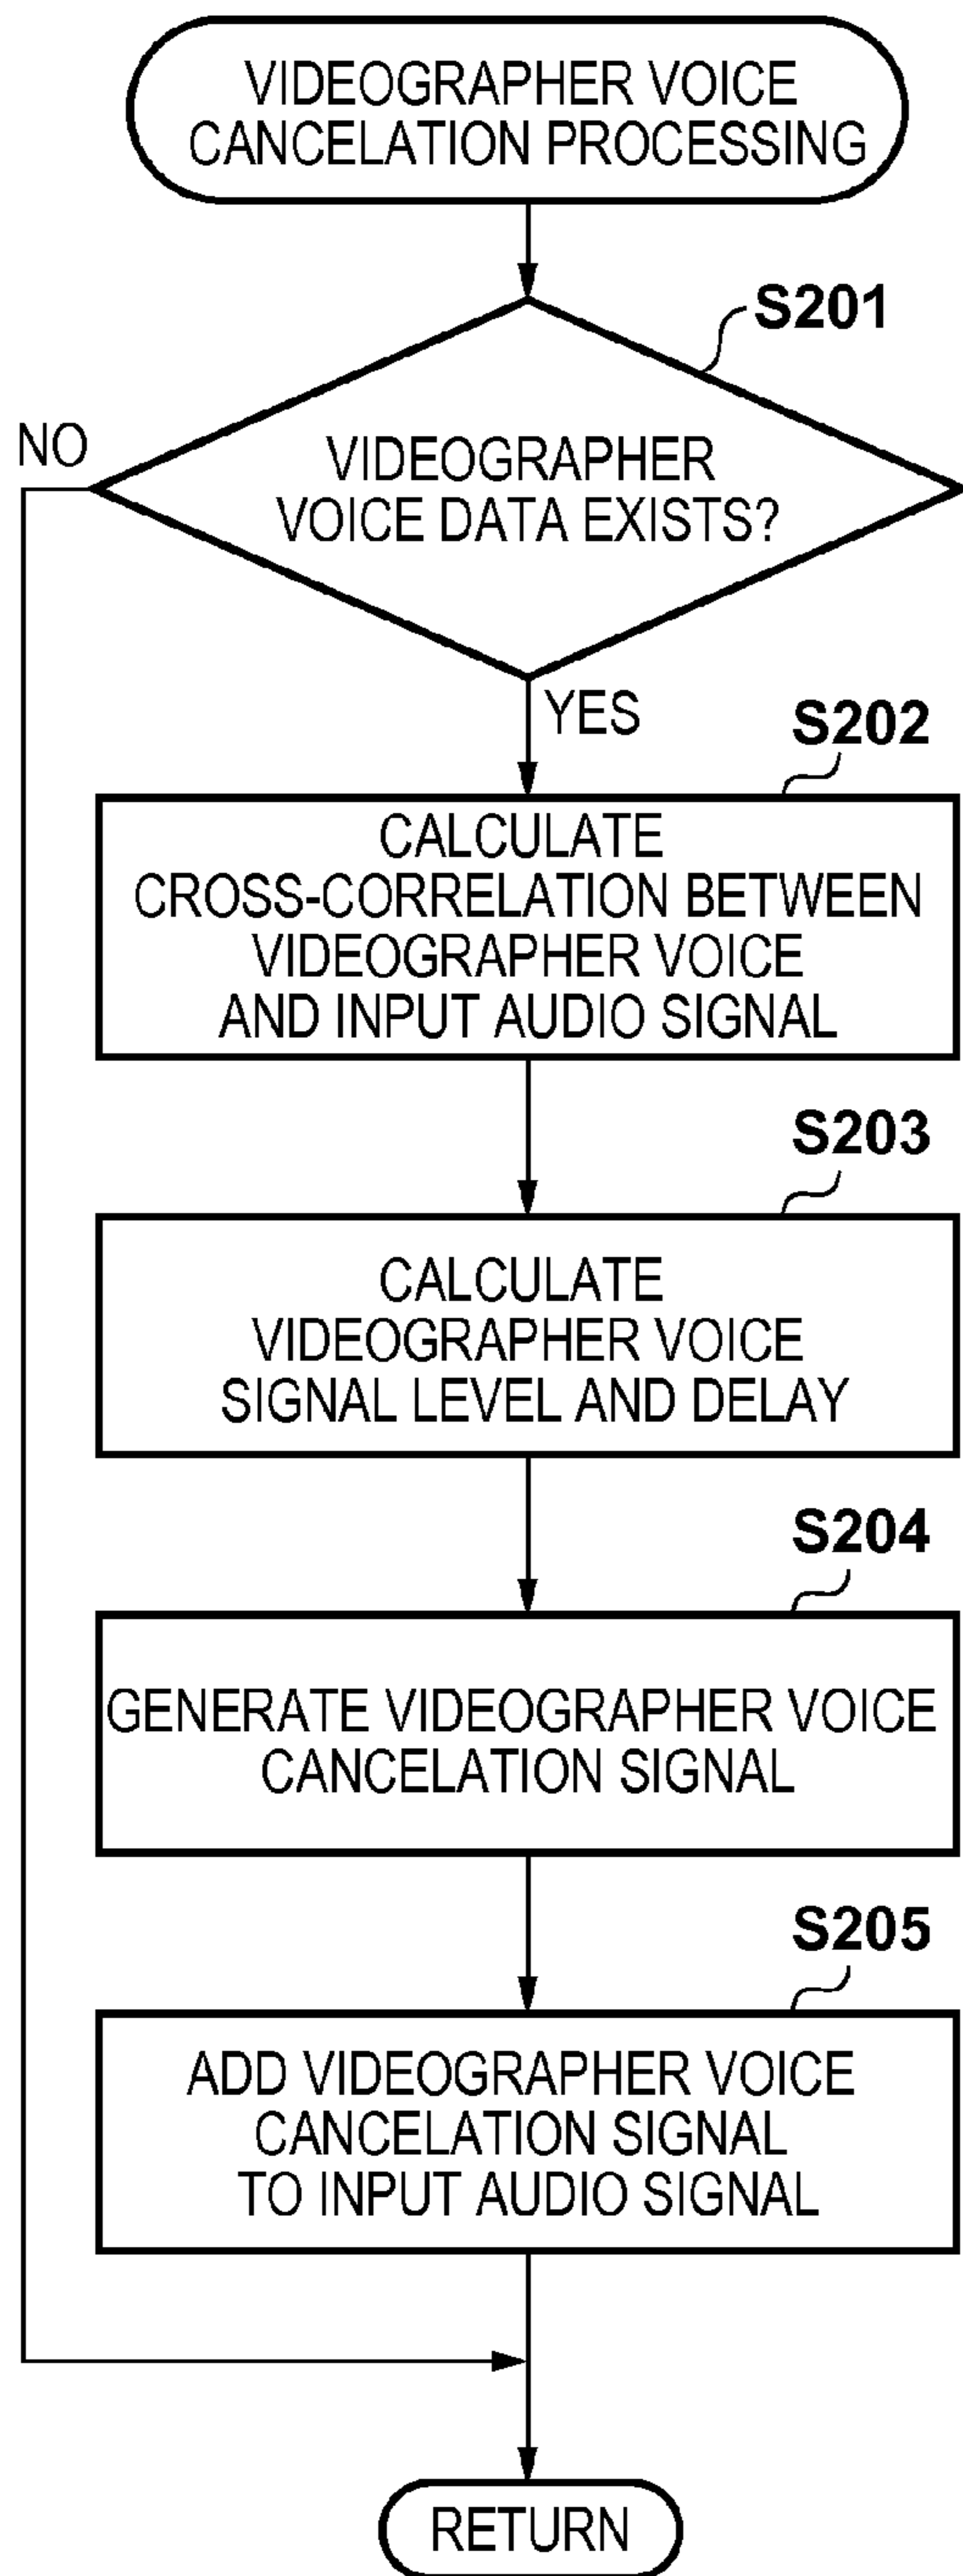 VIDEOGRAPHER VOICE
CANCELATION PROCESSING
S201
NO
VIDEOGRAPHER
VOICE DATA EXISTS?
YES
S202
CALCULATE
CROSS-CORRELATION BETWEEN
VIDEOGRAPHER VOICE
AND INPUT AUDIO SIGNAL
S203
CALCULATE
VIDEOGRAPHER VOICE
SIGNAL LEVEL AND DELAY
S204
GENERATE VIDEOGRAPHER VOICE
CANCELATION SIGNAL
S205
ADD VIDEOGRAPHER VOICE
CANCELATION SIGNAL
TO INPUT AUDIO SIGNAL
RETURN